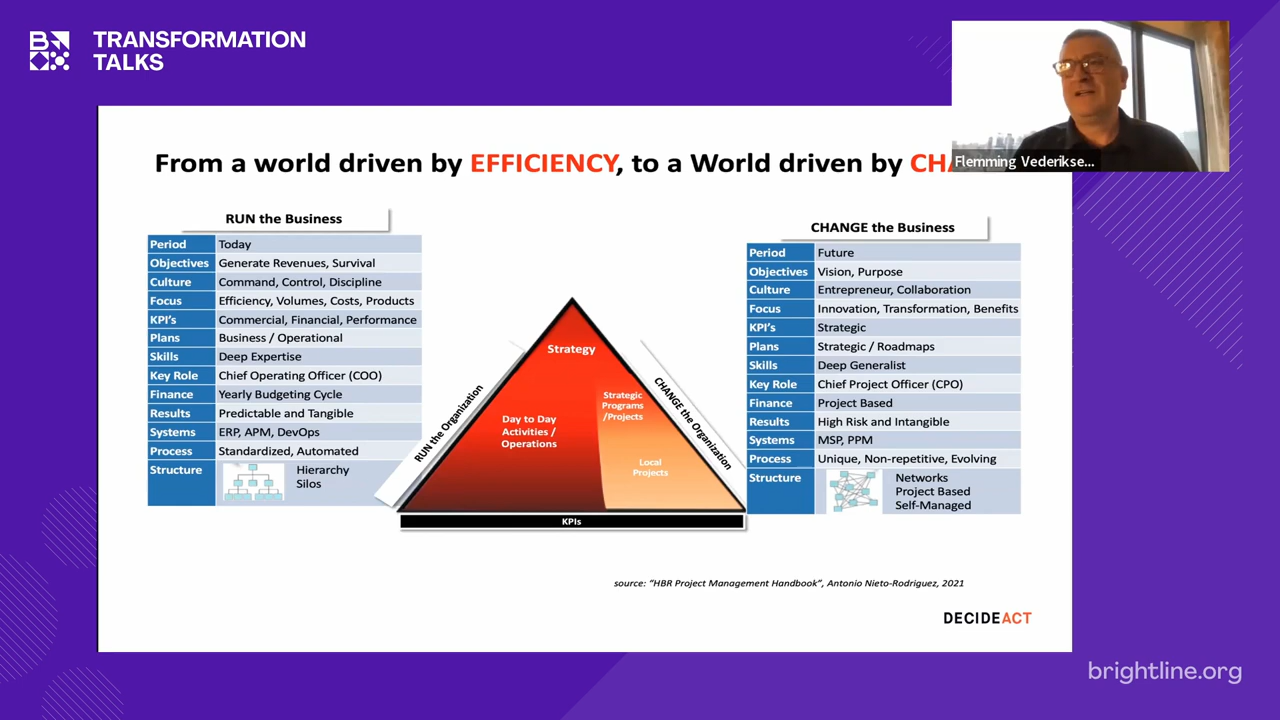 TRANSFORMATION
TALKS
From a world driven by EFFICIENCY, to a World driven by
Flemming Vederikse...
RUN the Business
Period Today
Objectives Generate Revenues, Survival
Culture Command, Control, Discipline
Focus Efficiency, Volumes, Costs, Products
KPI's Commercial, Financial, Performance
Plans Business / Operational
Skills Deep Expertise
Key Role Chief Operating Officer (COO)
Finance Yearly Budgeting Cycle
Results Predictable and Tangible
Systems ERP, APM, DevOps
Process Standardized, Automated
Structure Hierarchy
Silos
Strategy
RUN the Organization
Day to Day
Activities /
Operations
Strategic
Programs
/Projects
Local
Projects
CHANGE the Organization
KPIs
CHANGE the Business
Period Future
Objectives Vision, Purpose
Culture Entrepreneur, Collaboration
Focus Innovation, Transformation, Benefits
KPI's Strategic
Plans Strategic / Roadmaps
Skills Deep Generalist
Key Role Chief Project Officer (CPO)
Finance Project Based
Results High Risk and Intangible
Systems MSP, PPM
Process Unique, Non-repetitive, Evolving
Structure Networks
Project Based
Self-Managed
source: "HBR Project Management Handbook", Antonio Nieto-Rodriguez, 2021
DECIDEACT
brightline.org